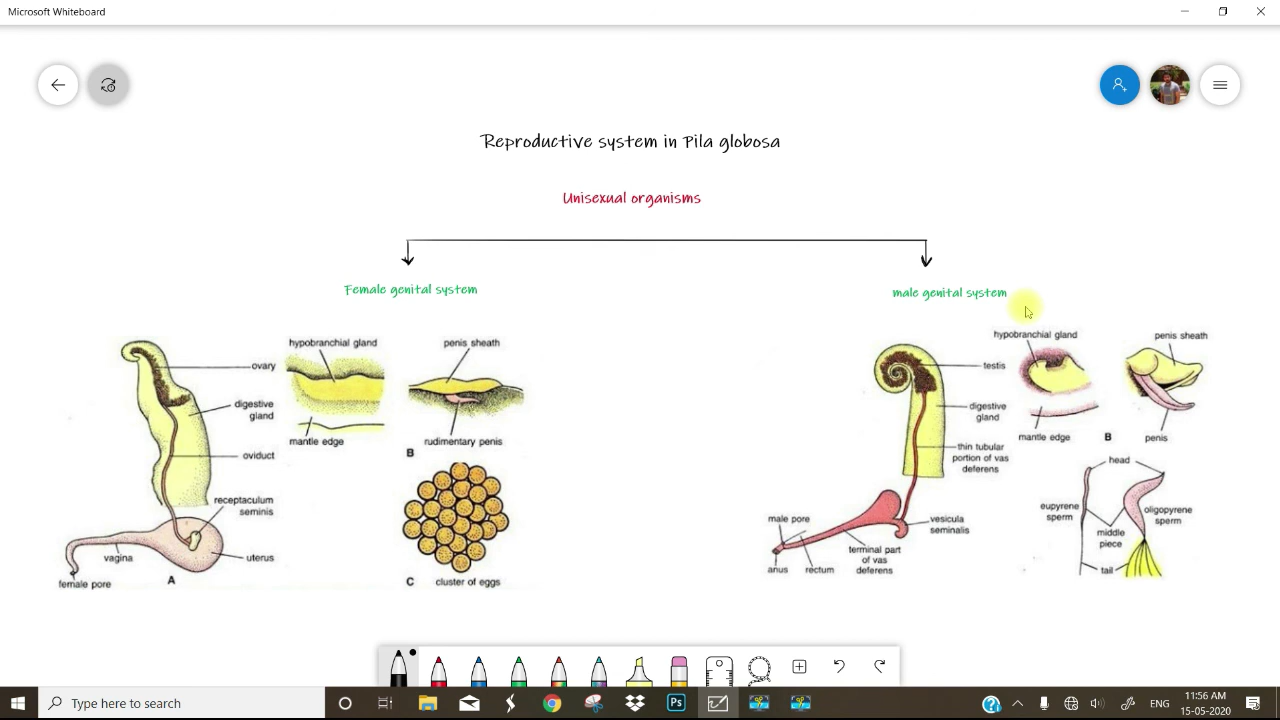 Microsoft Whiteboard
Reproductive system in Pila globosa
Unisexual organisms
Female genital system
male genital system
hypobranchial gland
penis sheath
ovary
digestive
gland
mantle edge
rudimentary penis
B
oviduct
receptaculum
seminis
vagina
uterus
female pore
A
C
cluster of eggs
hypobranchial gland
penis sheath
testis
digestive
gland
mantle edge
B
penis
thin tubular
portion of vas
deferens
head
eupyrene
sperm
oligopyrene
sperm
middle
piece
tail
male pore
vesicula
seminalis
terminal part
of vas
deferens
anus
rectum
Type here to search
Ps
ENG
11:56 AM
15-05-2020